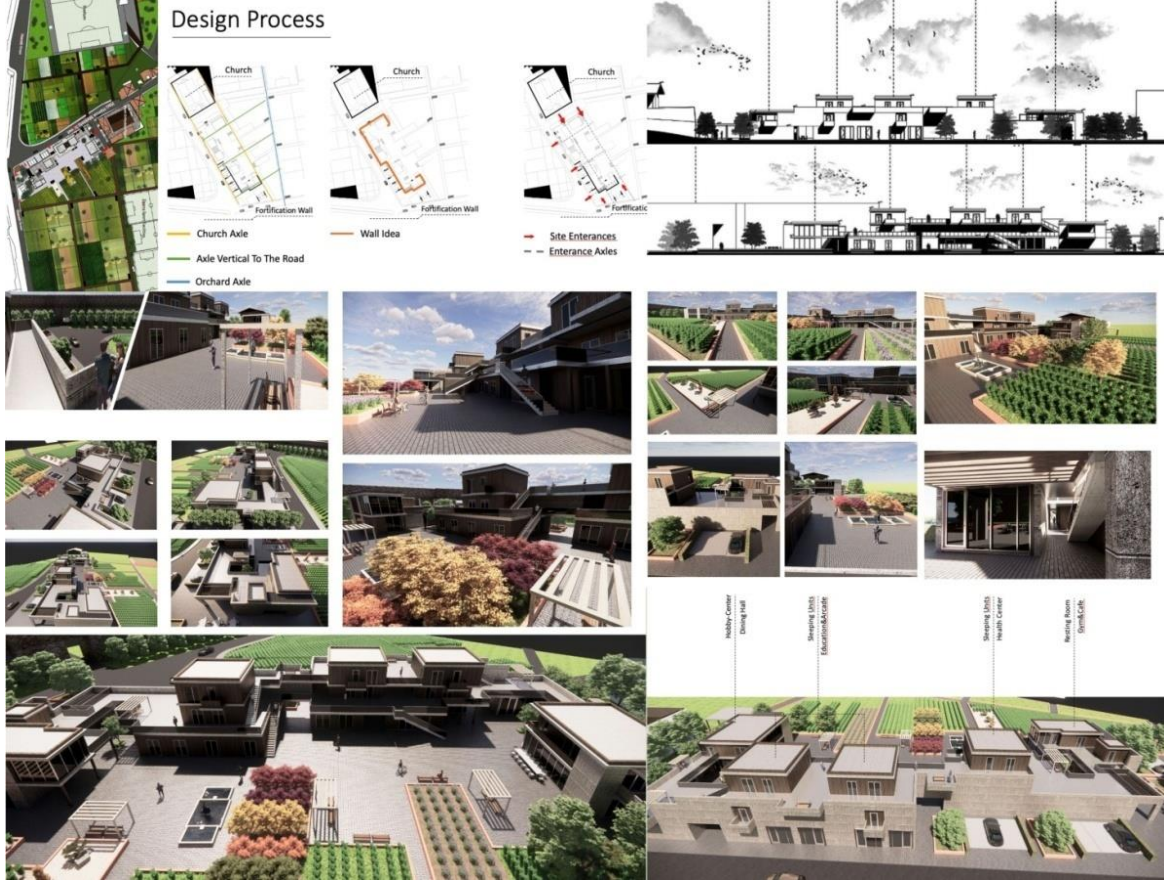 Design Process
Church
Church
Church
Fortification Wall
Fortification Wall
Church Axle
Wall Idea
Site Enterances
Axle Vertical To The Road
Enterance Axles
Orchard Axle
Hobby-Center
Dining Hall
Sleeping Units
Education&Arcade
Sleeping Units
Health Center
Resting Room
Gym&Cafe